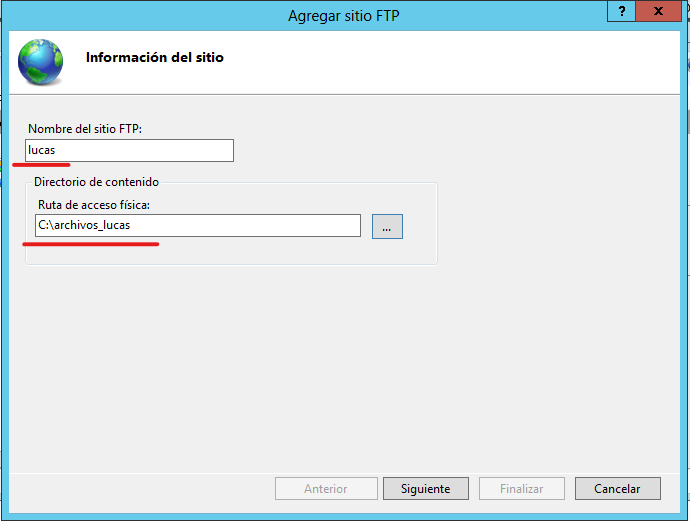 Agregar sitio FTP
?
x
Información del sitio
Nombre del sitio FTP:
lucas
Directorio de contenido
Ruta de acceso física:
C:\archivos_lucas
...
Anterior
Siguiente
Finalizar
Cancelar